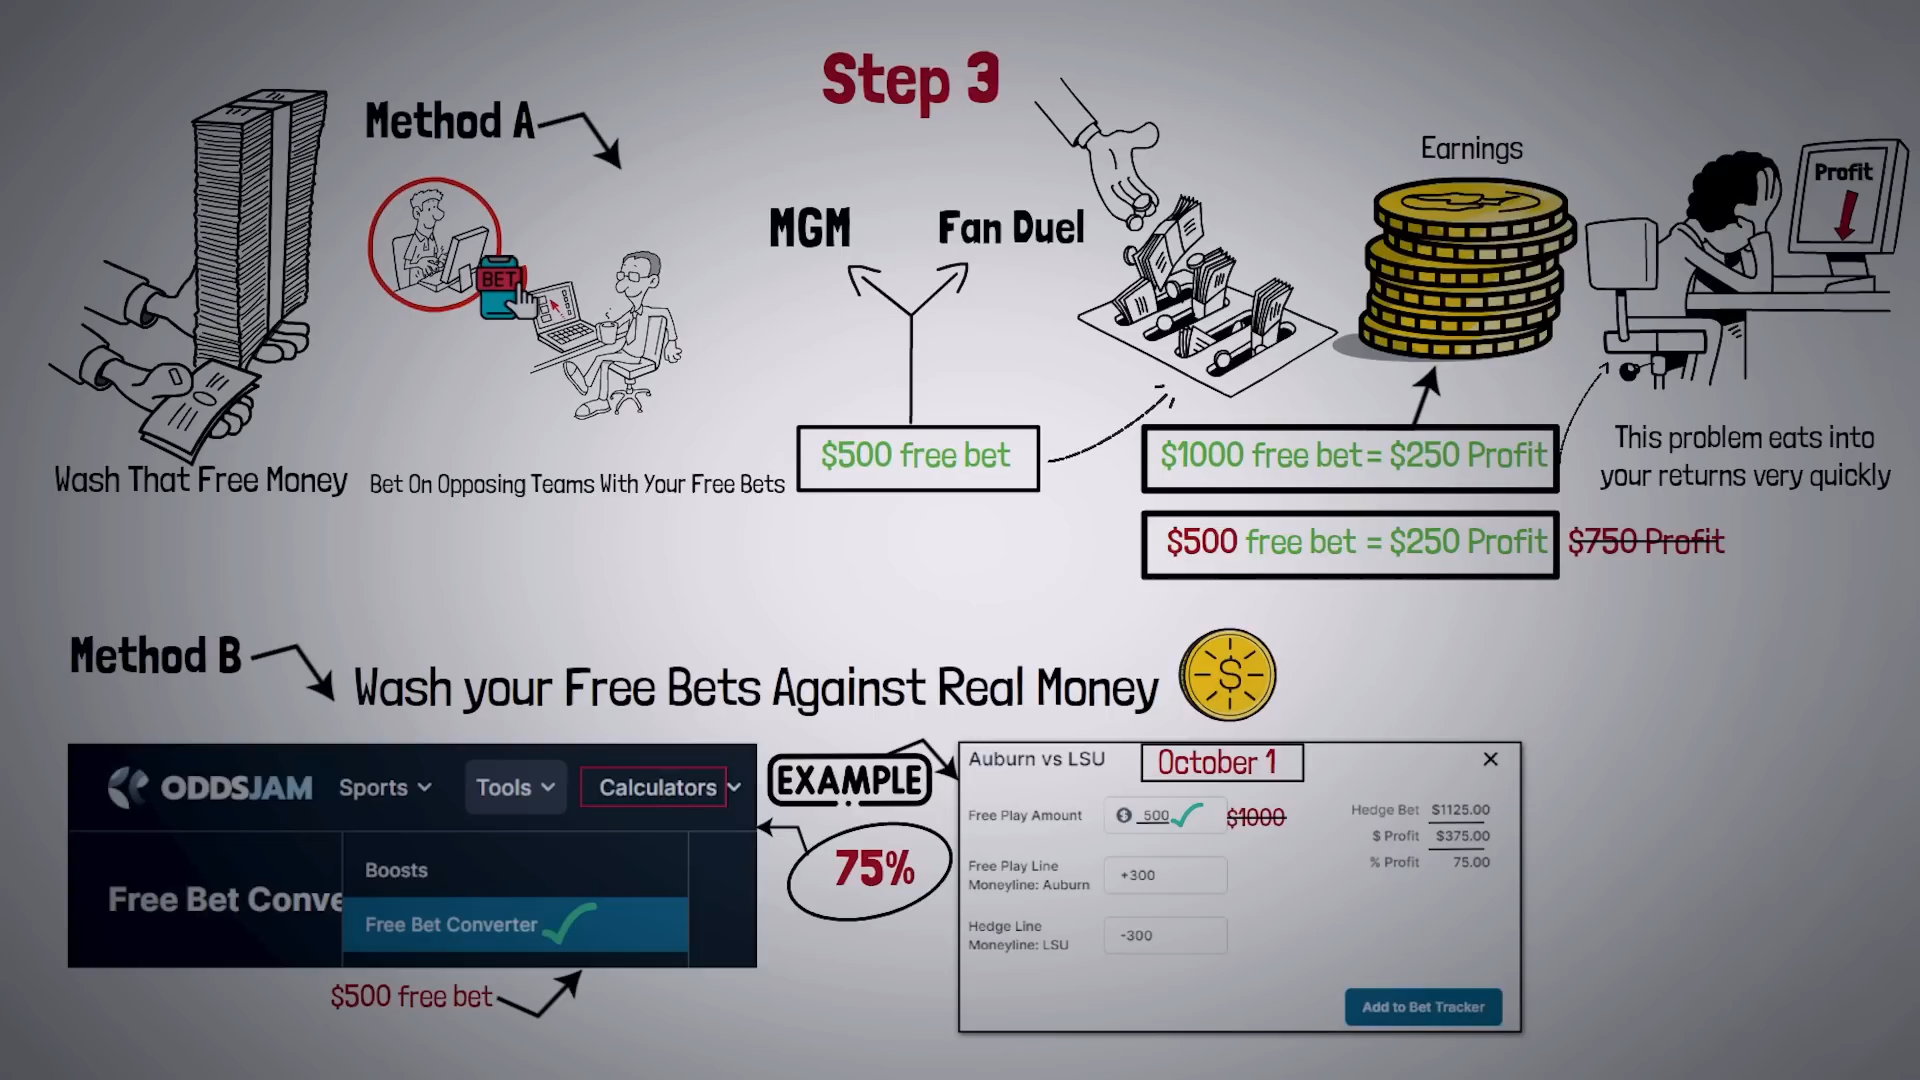 Step 3
Method A
Earnings
Profit
MGM
Fan Duel
BET
$500 free bet
$1000 free bet = $250 Profit
This problem eats into
your returns very quickly
Wash That Free Money
Bet On Opposing Teams With Your Free Bets
$500 free bet = $250 Profit
$750 Profit
Method B
Wash your Free Bets Against Real Money
$
ODDSJAM
Sports
Tools
Calculators
Boosts
Free Bet Conve
Free Bet Converter
$500 free bet
EXAMPLE
75%
Auburn vs LSU
October 1
Free Play Amount
$ 500
$1000
Hedge Bet $1125.00
$ Profit $375.00
% Profit 75.00
Free Play Line
Moneyline: Auburn
+300
Hedge Line
Moneyline: LSU
-300
Add to Bet Tracker